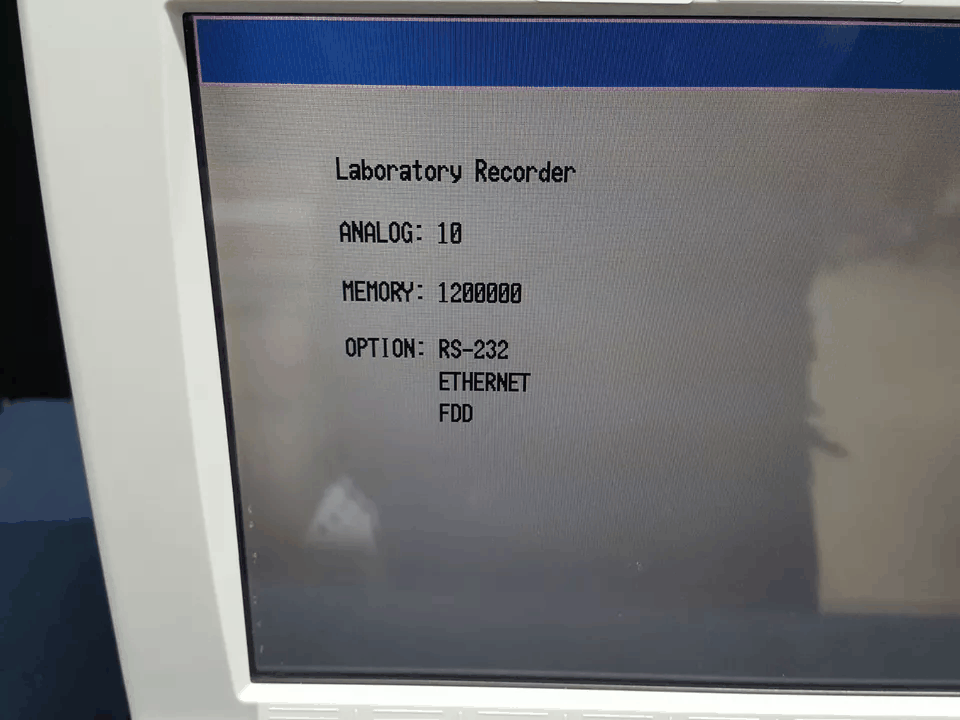 Laboratory Recorder
ANALOG: 10
MEMORY: 1200000
OPTION: RS-232
ETHERNET
FDD